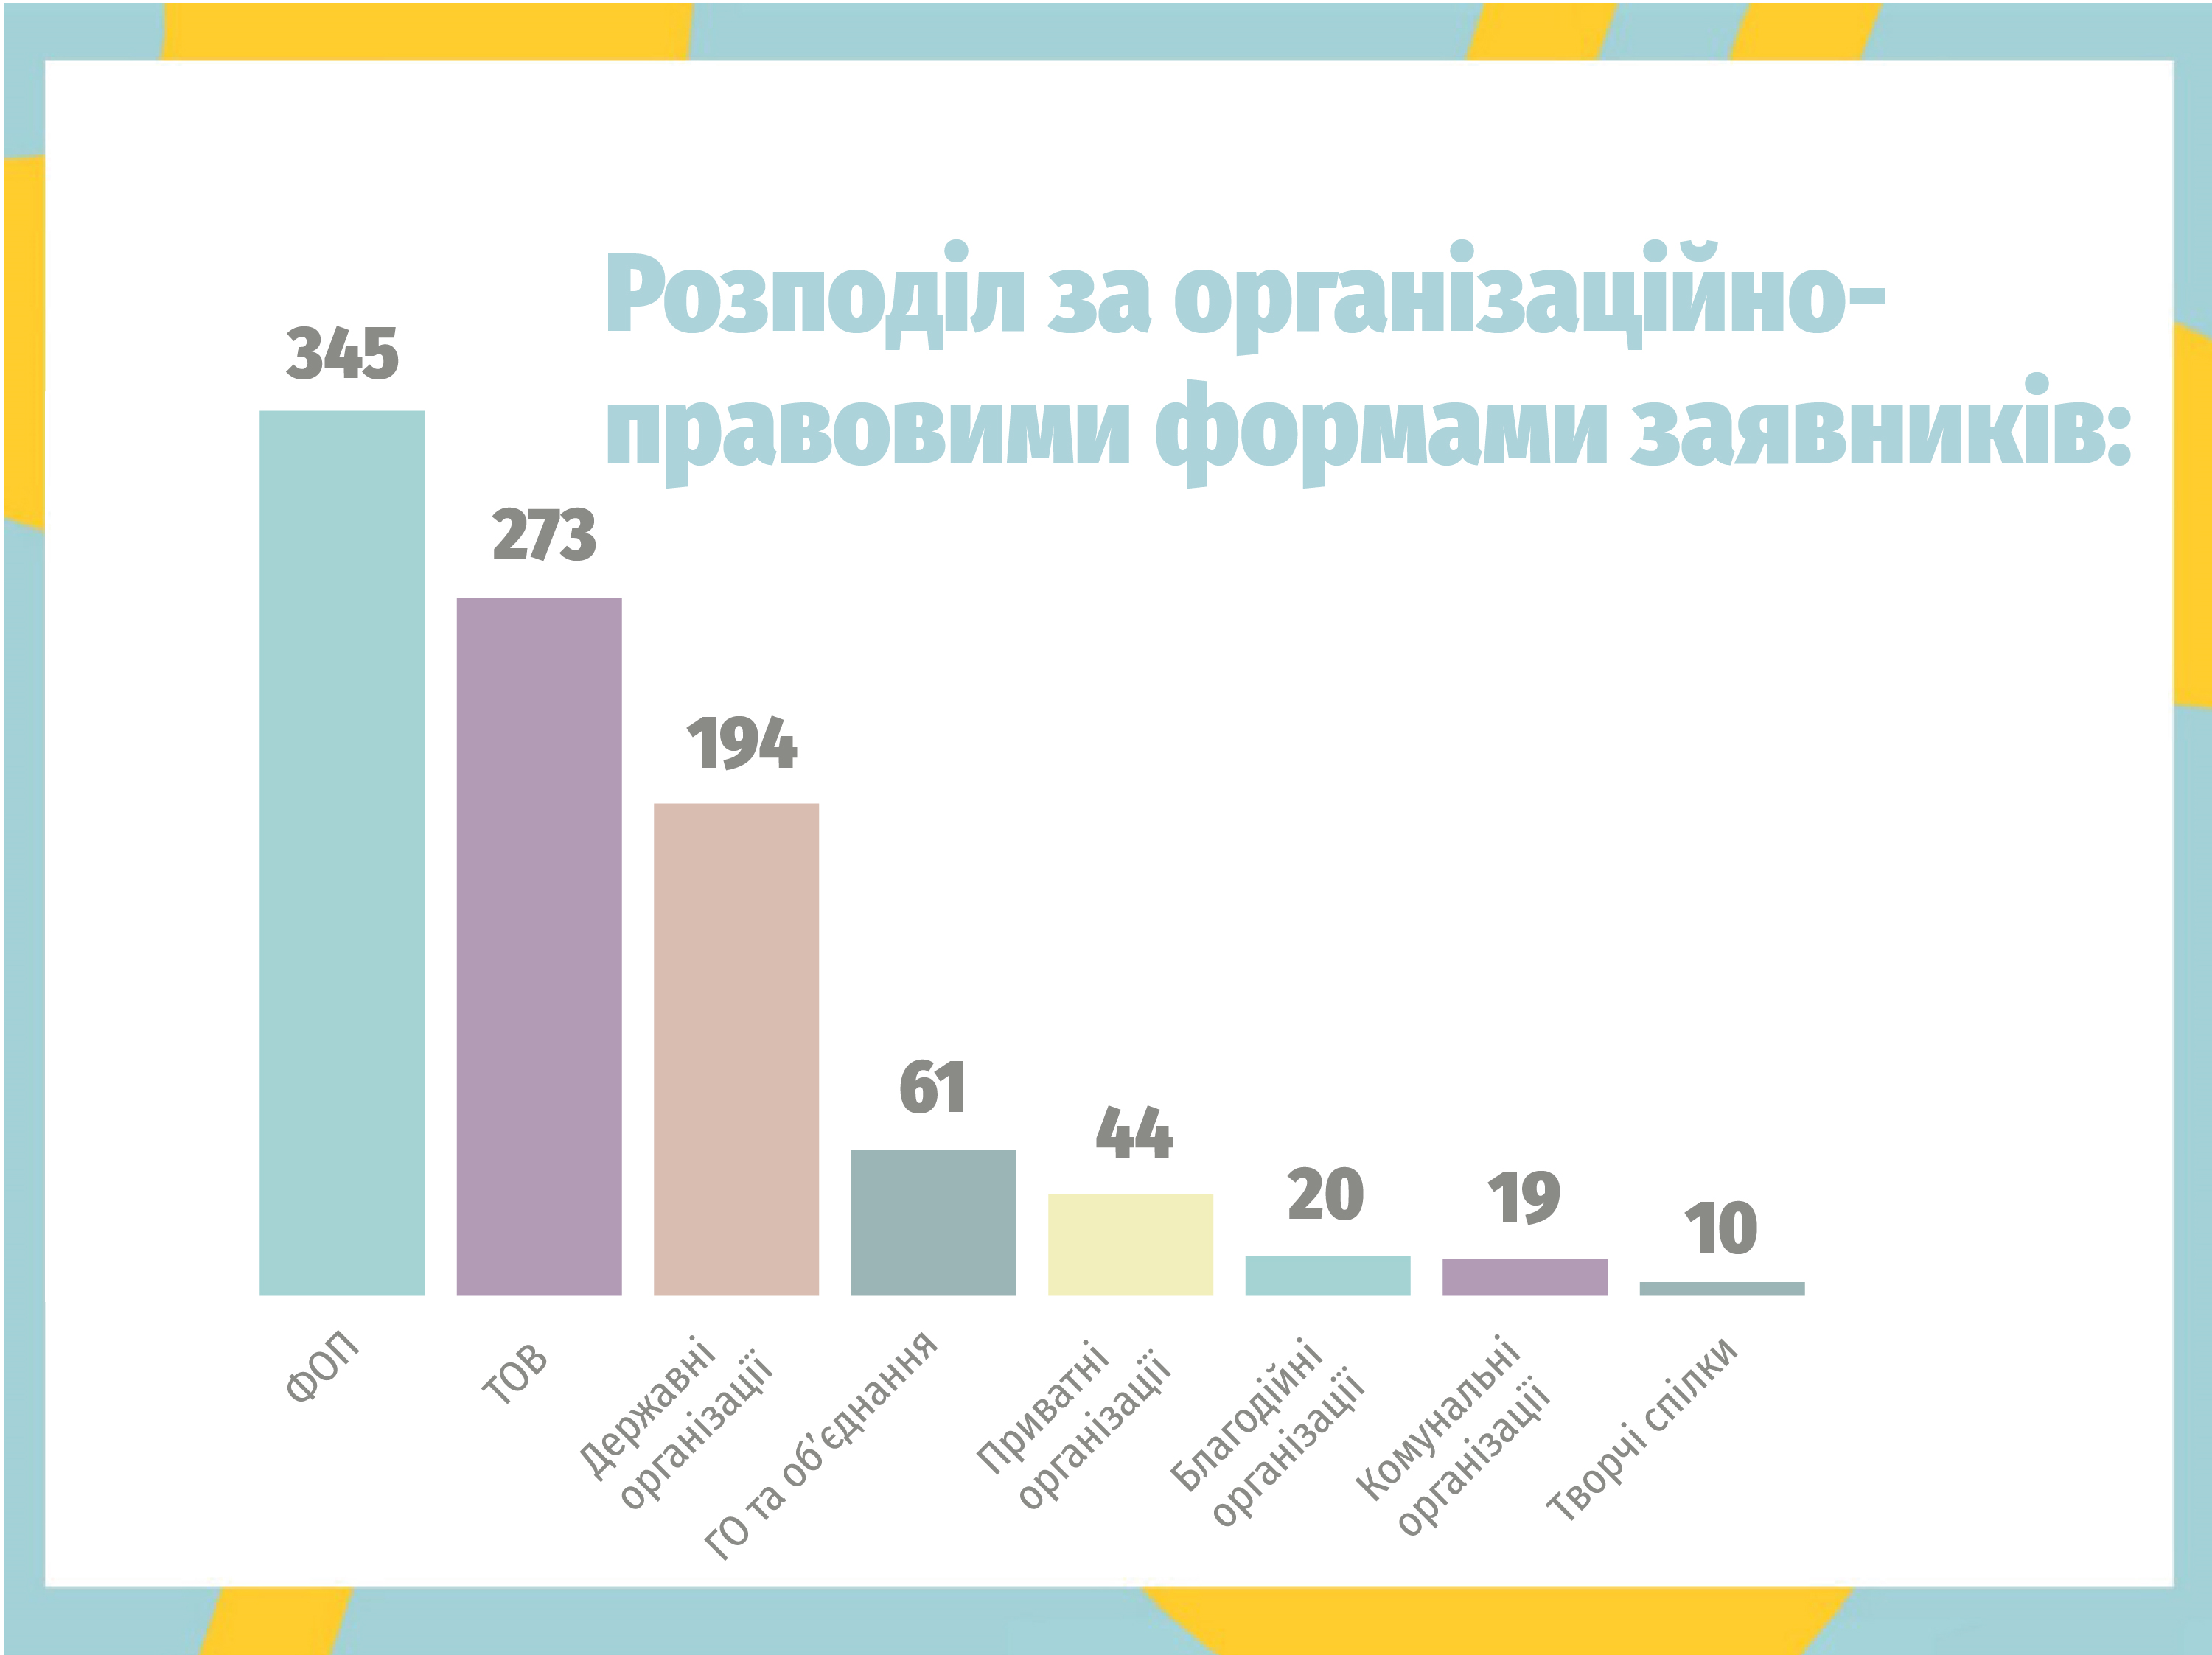 Розподіл за організаційно-
правовими формами заявників:
345
273
194
61
44
20
19
10
ФОП
ТОВ
Державні
організації
ГО та об’єднання
Приватні
організації
Благодійні
організації
Комунальні
організації
Творчі спілки